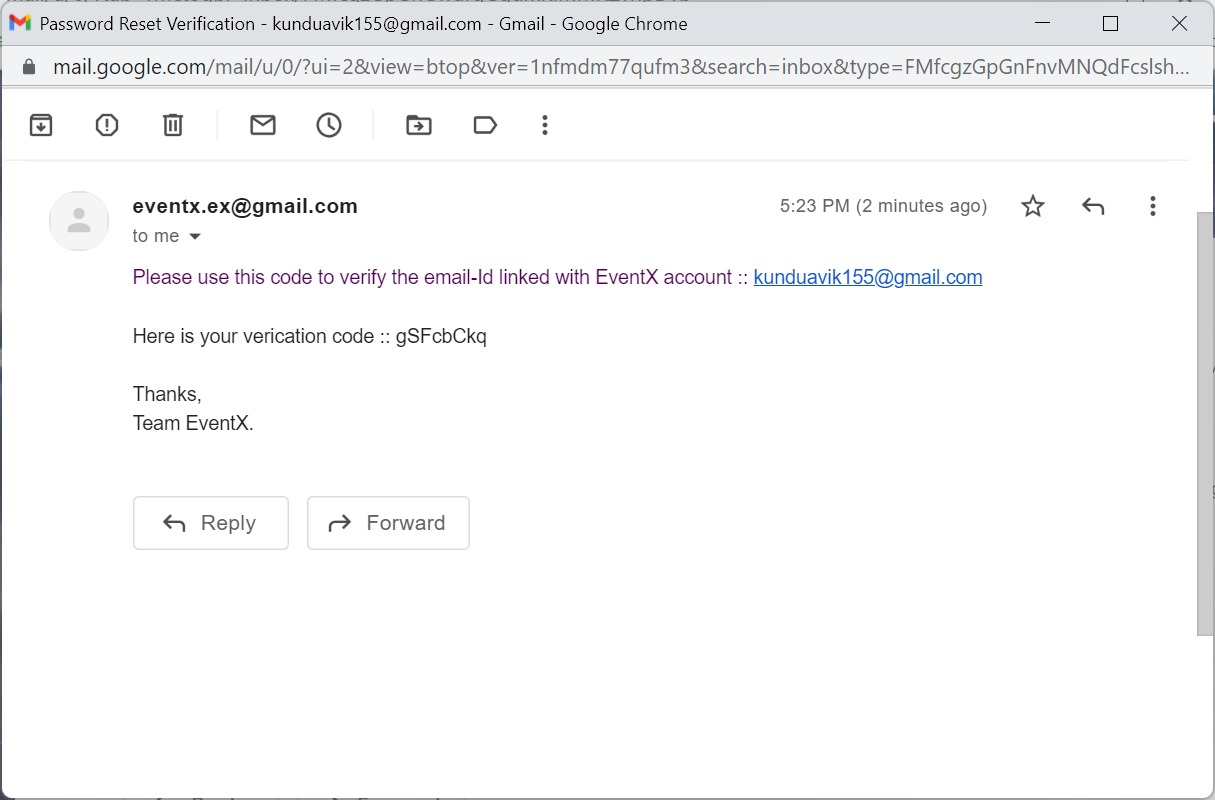 Password Reset Verification - kunduavik155@gmail.com - Gmail - Google Chrome
mail.google.com/mail/u/0/?ui=2&view=btop&ver=1nfmdm77qufm3&search=inbox&type=FMfcgzGpGnFnvMNQdFcslsh...
eventx.ex@gmail.com
5:23 PM (2 minutes ago)
to me
Please use this code to verify the email-Id linked with EventX account :: kunduavik155@gmail.com
Here is your verication code :: gSFcbCkq
Thanks,
Team EventX.
Reply
Forward